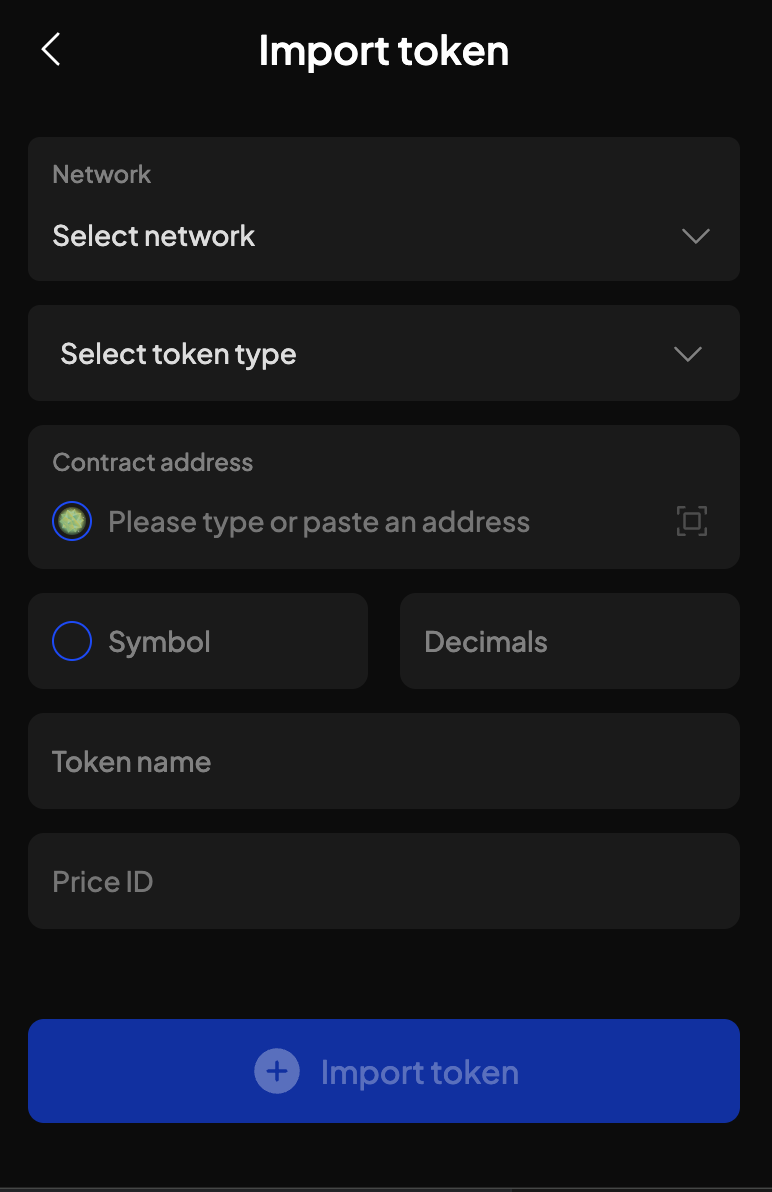 Import token
Network
Select network
Select token type
Contract address
Please type or paste an address
Symbol
Decimals
Token name
Price ID
Import token